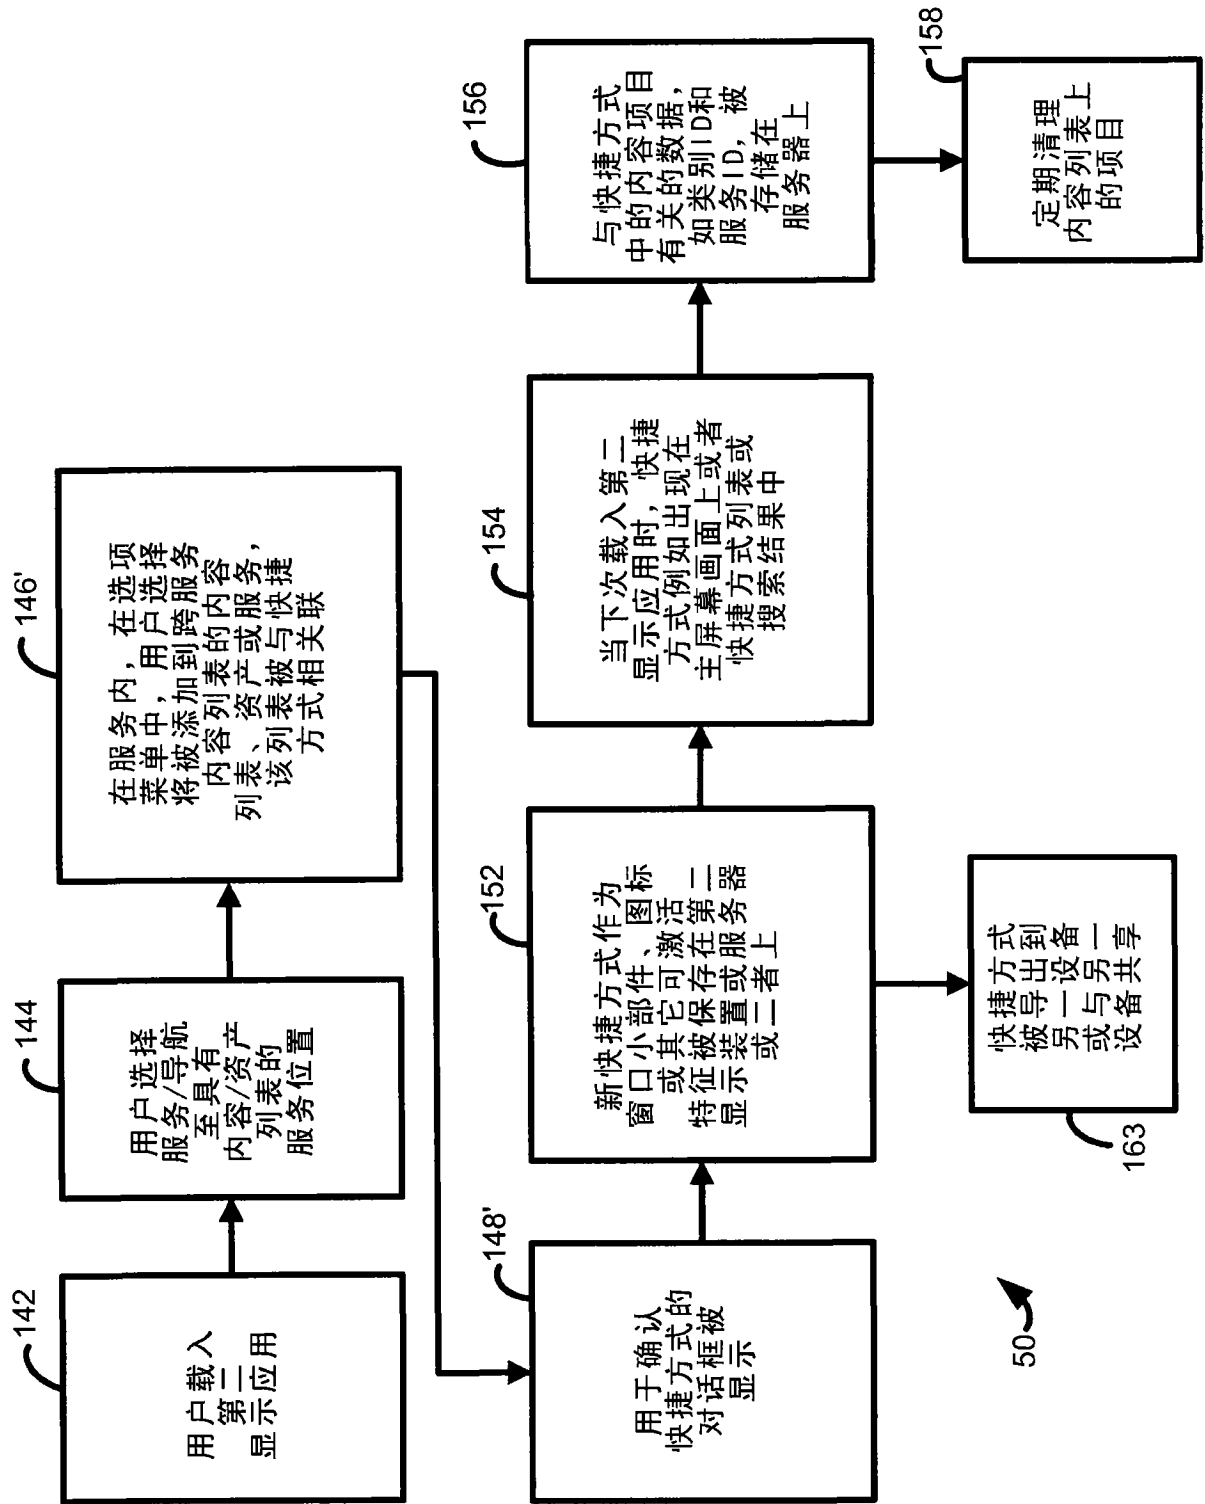 142
用户载入
第二
显示应用
144
用户选择
服务/导航
至具有
内容/资产
列表的
服务位置
146'
在服务内，在选项
菜单中，用户选择
将被添加到跨服务
内容列表的内容
列表、资产或服务，
该列表被与快捷
方式相关联
148'
用于确认
快捷方式的
对话框被
显示
152
新快捷方式作为
窗口小部件、图标
或其它可激活
特征被保存在第二
显示装置或服务器
或二者上
154
当下次载入第二
显示应用时，快捷
方式例如出现在
主屏幕画面上或者
快捷方式列表或
搜索结果中
156
与快捷方式
中的内容项目
有关的数据，
如类别ID和
服务ID，被
存储在
服务器上
158
定期清理
内容列表上
的项目
163
快捷方式
被导出到
另一设备
或与另一
设备共享
50